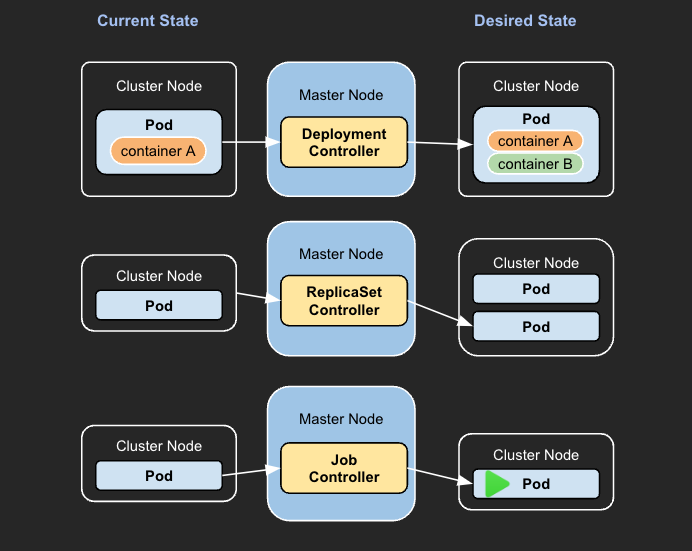 Current State
Desired State
Cluster Node
Pod
container A
Master Node
Deployment
Controller
Cluster Node
Pod
container A
container B
Cluster Node
Pod
Master Node
ReplicaSet
Controller
Cluster Node
Pod
Pod
Cluster Node
Pod
Master Node
Job
Controller
Cluster Node
Pod